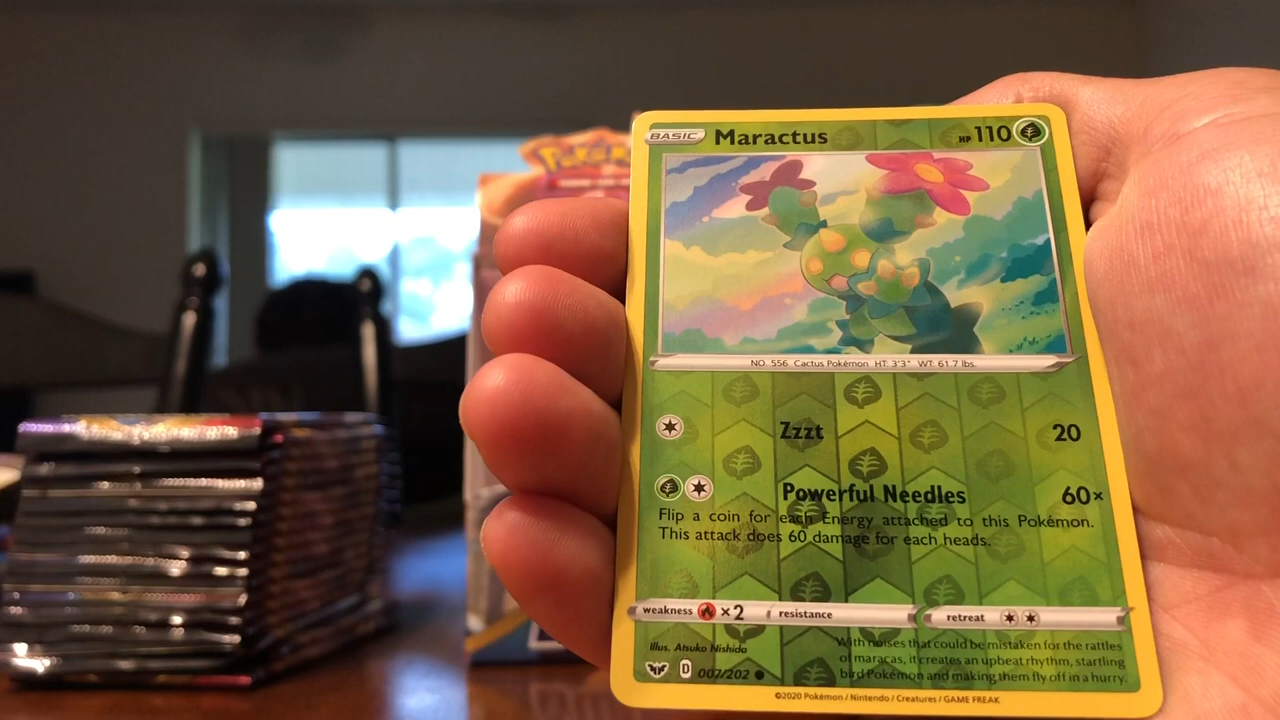 Pokémon
BASIC Maractus HP 110
NO. 556 Cactus Pokémon HT: 3'3" WT: 61.7 lbs.
Zzzt 20
Powerful Needles 60×
Flip a coin for each Energy attached to this Pokémon.
This attack does 60 damage for each heads.
weakness ×2 resistance retreat
Illus. Atsuko Nishida
D 007/202
With noises that could be mistaken for the rattles
of maracas, it creates an upbeat rhythm, startling
bird Pokémon and making them fly off in a hurry.
©2020 Pokémon / Nintendo / Creatures / GAME FREAK